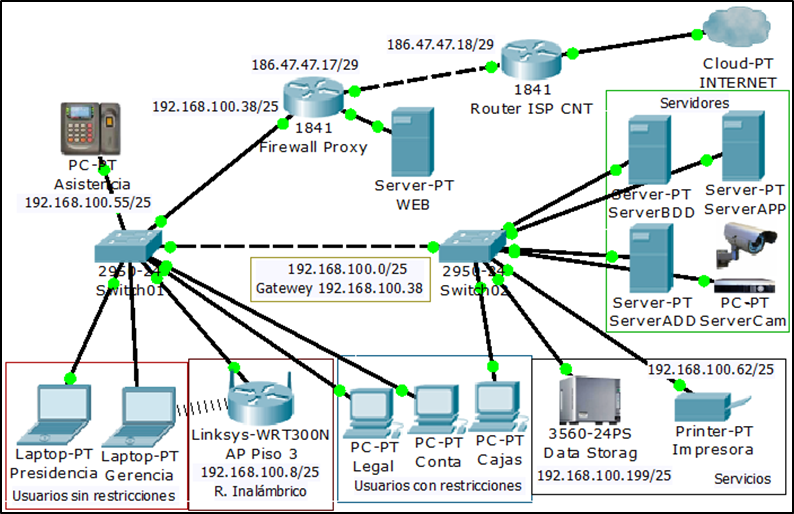 186.47.47.18/29
Cloud-PT
INTERNET
186.47.47.17/29
1841
Router ISP CNT
192.168.100.38/25
1841
Firewall Proxy
Server-PT
WEB
PC-PT
Asistencia
192.168.100.55/25
Servidores
Server-PT
ServerBDD
Server-PT
ServerAPP
2950-24
Switch01
192.168.100.0/25
Gatewey 192.168.100.38
2950-24
Switch02
Server-PT
ServerADD
PC-PT
ServerCam
Laptop-PT
Presidencia
Laptop-PT
Gerencia
Usuarios sin restricciones
Linksys-WRT300N
AP Piso 3
192.168.100.8/25
R. Inalámbrico
PC-PT
Legal
PC-PT
Conta
PC-PT
Cajas
Usuarios con restricciones
3560-24PS
Data Storag
192.168.100.199/25
192.168.100.62/25
Printer-PT
Impresora
Servicios